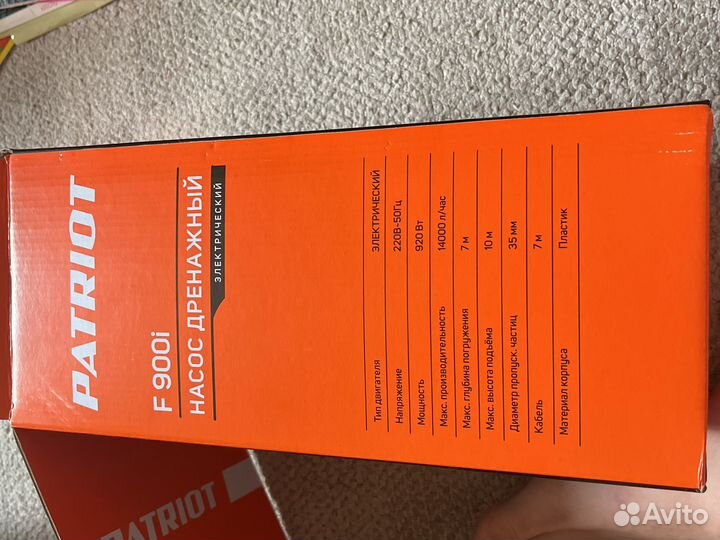 PATRIOT
F 900i
НАСОС ДРЕНАЖНЫЙ
ЭЛЕКТРИЧЕСКИЙ
Тип двигателя ЭЛЕКТРИЧЕСКИЙ
Напряжение 220В~50Гц
Мощность 920 Вт
Макс. производительность 14000 л/час
Макс. глубина погружения 7 м
Макс. высота подъёма 10 м
Диаметр пропуск. частиц 35 мм
Кабель 7 м
Материал корпуса Пластик
PATRIOT
Avito